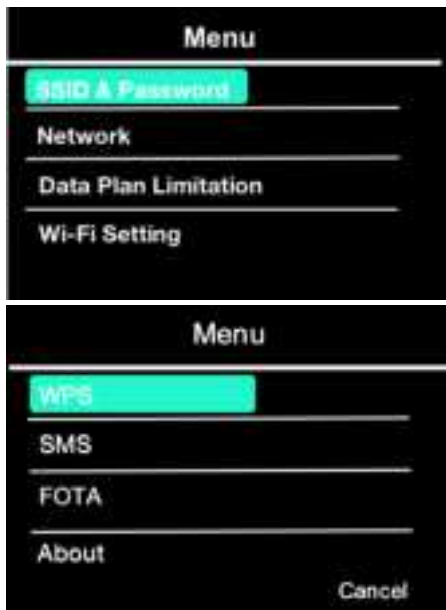 Menu
SSID A Password
Network
Data Plan Limitation
Wi-Fi Setting
Menu
WPS
SMS
FOTA
About
Cancel